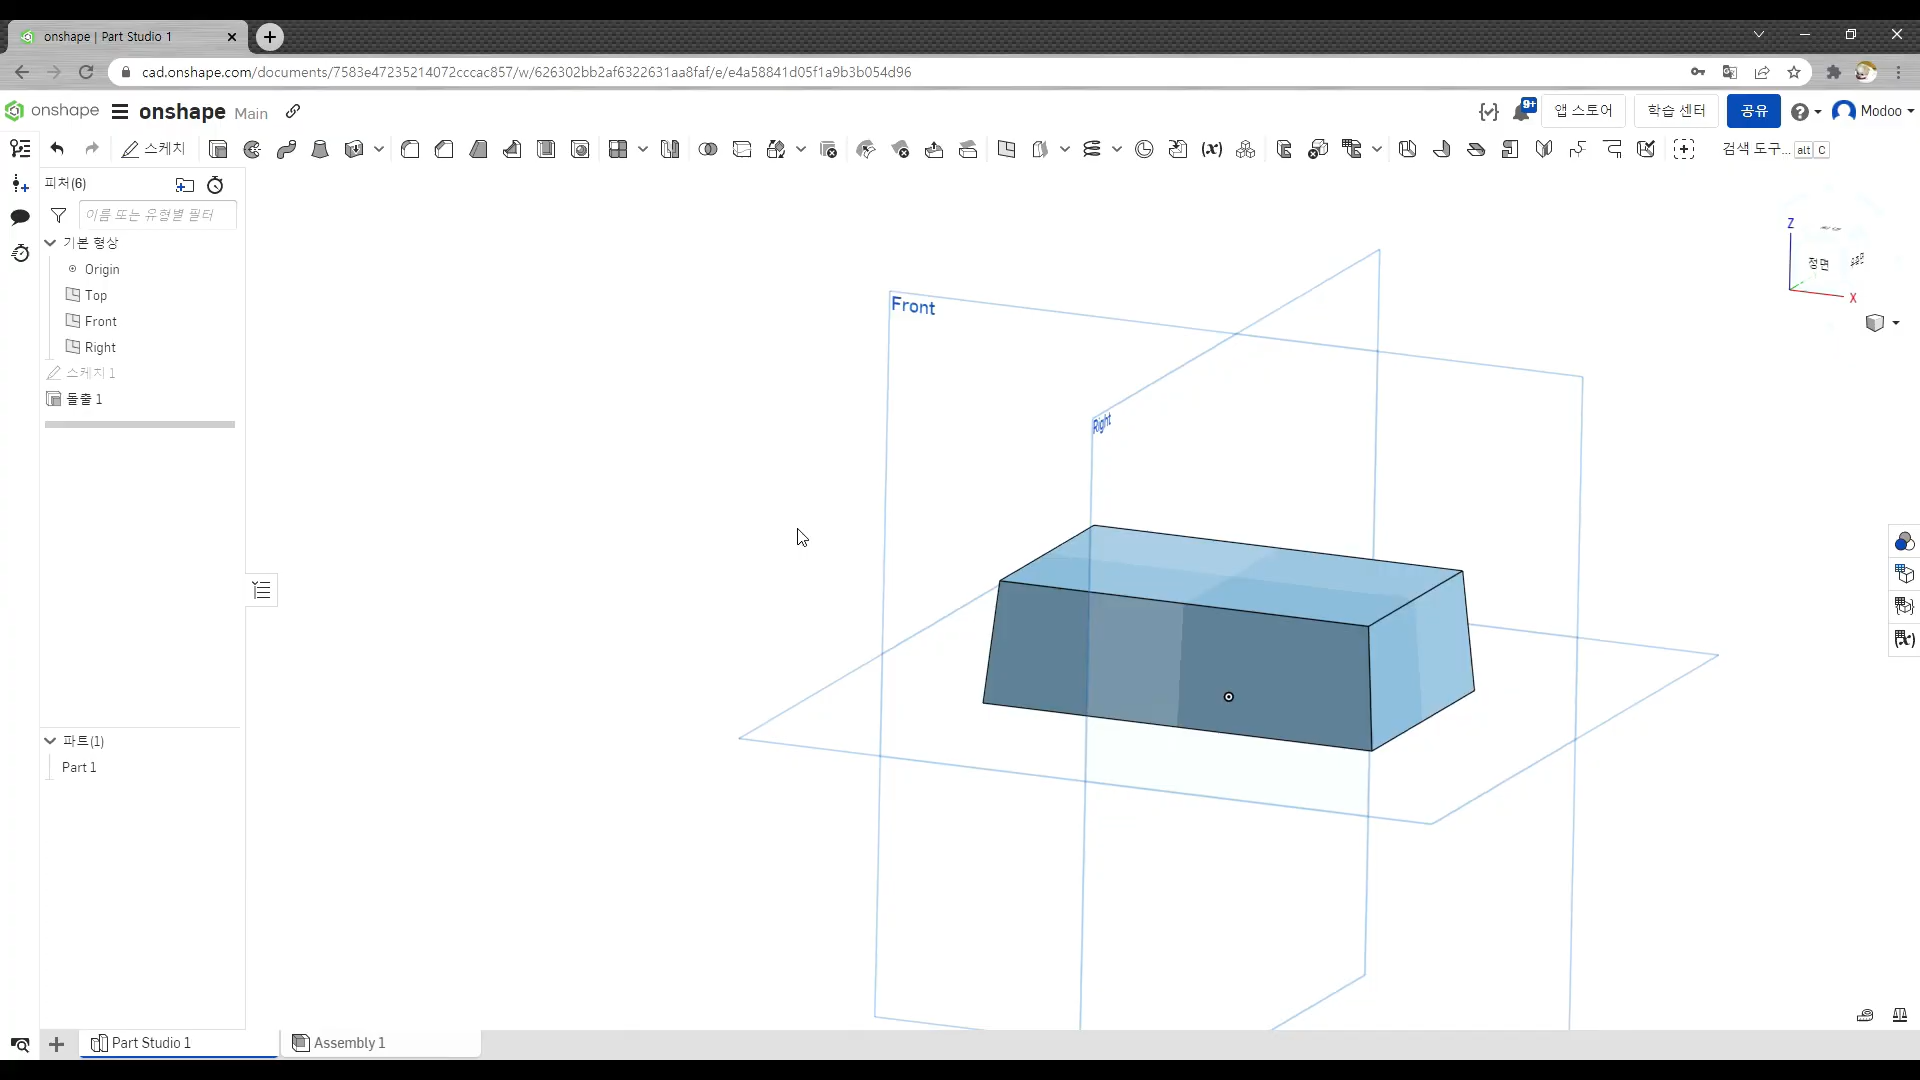 onshape | Part Studio 1
cad.onshape.com/documents/7583e47235214072cccac857/w/626302bb2af6322631aa8faf/e/e4a58841d05f1a9b3b054d96
onshape onshape Main
9+ 앱 스토어 학습 센터 공유 Modoo
스케치 (x) 검색 도구... alt C
피처(6)
이름 또는 유형별 필터
기본 형상
Origin
Top
Front
Right
스케치 1
돌출 1
파트(1)
Part 1
Front
Right
Z
정면
X
(x)
Part Studio 1 Assembly 1